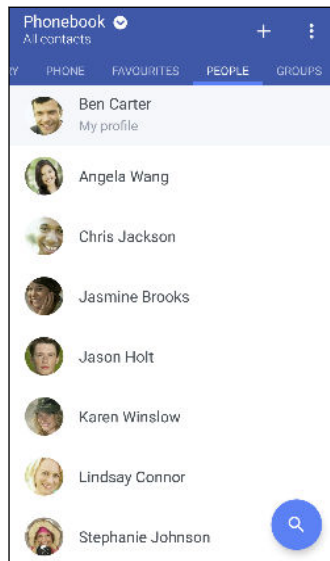 Phonebook
All contacts
RY PHONE FAVOURITES PEOPLE GROUPS
Ben Carter
My profile
Angela Wang
Chris Jackson
Jasmine Brooks
Jason Holt
Karen Winslow
Lindsay Connor
Stephanie Johnson